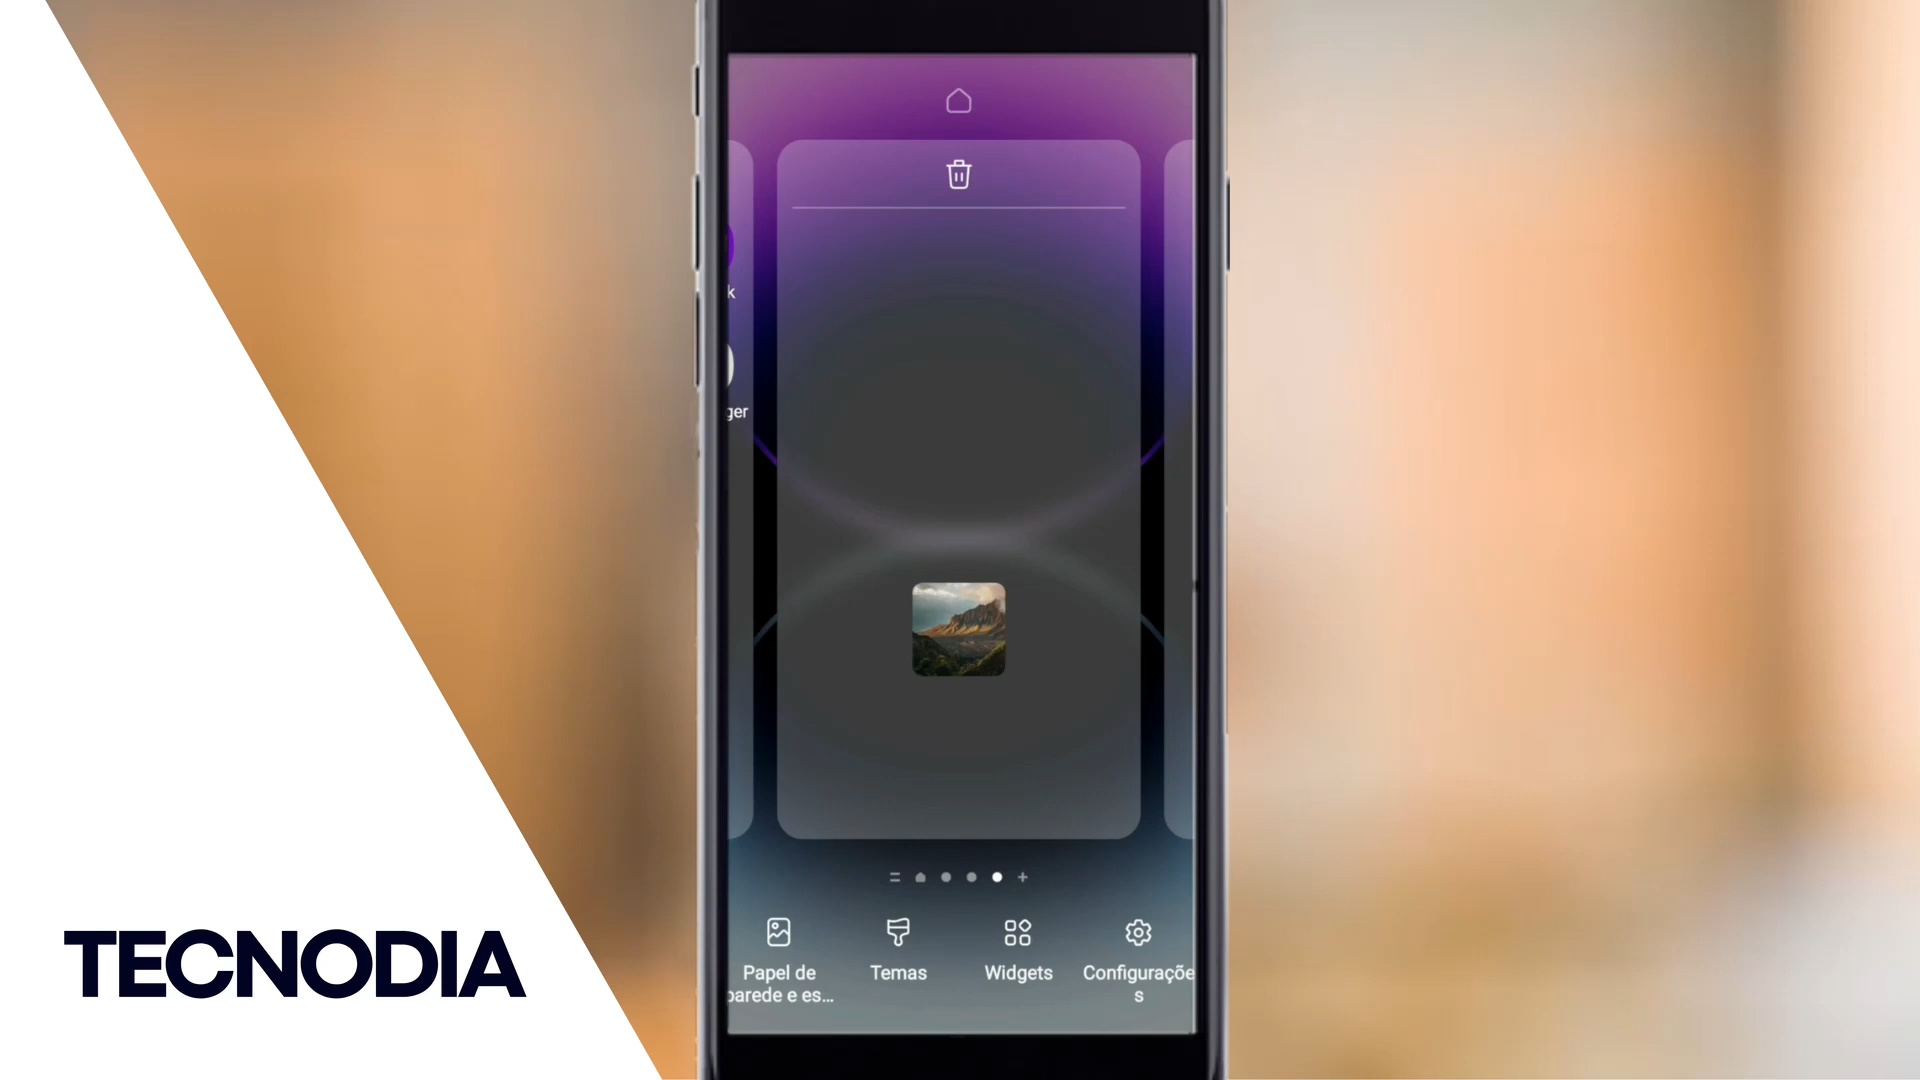 k
ger
Papel de
parede e es...
Temas
Widgets
Configuraçõe
s
TECNODIA